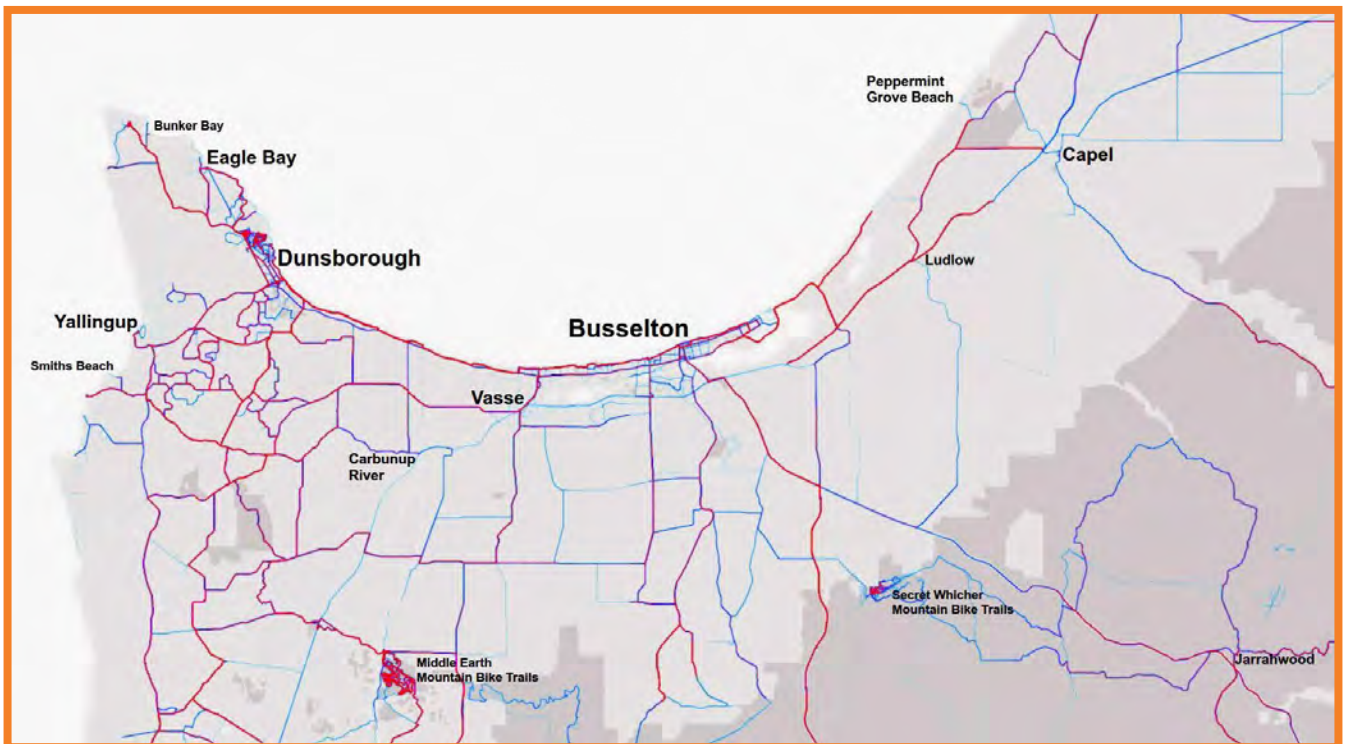 Peppermint
Grove Beach
Bunker Bay
Eagle Bay
Capel
Dunsborough
Ludlow
Yallingup
Busselton
Smiths Beach
Vasse
Carbunup
River
Secret Whicher
Mountain Bike Trails
Middle Earth
Mountain Bike Trails
Jarrahwood